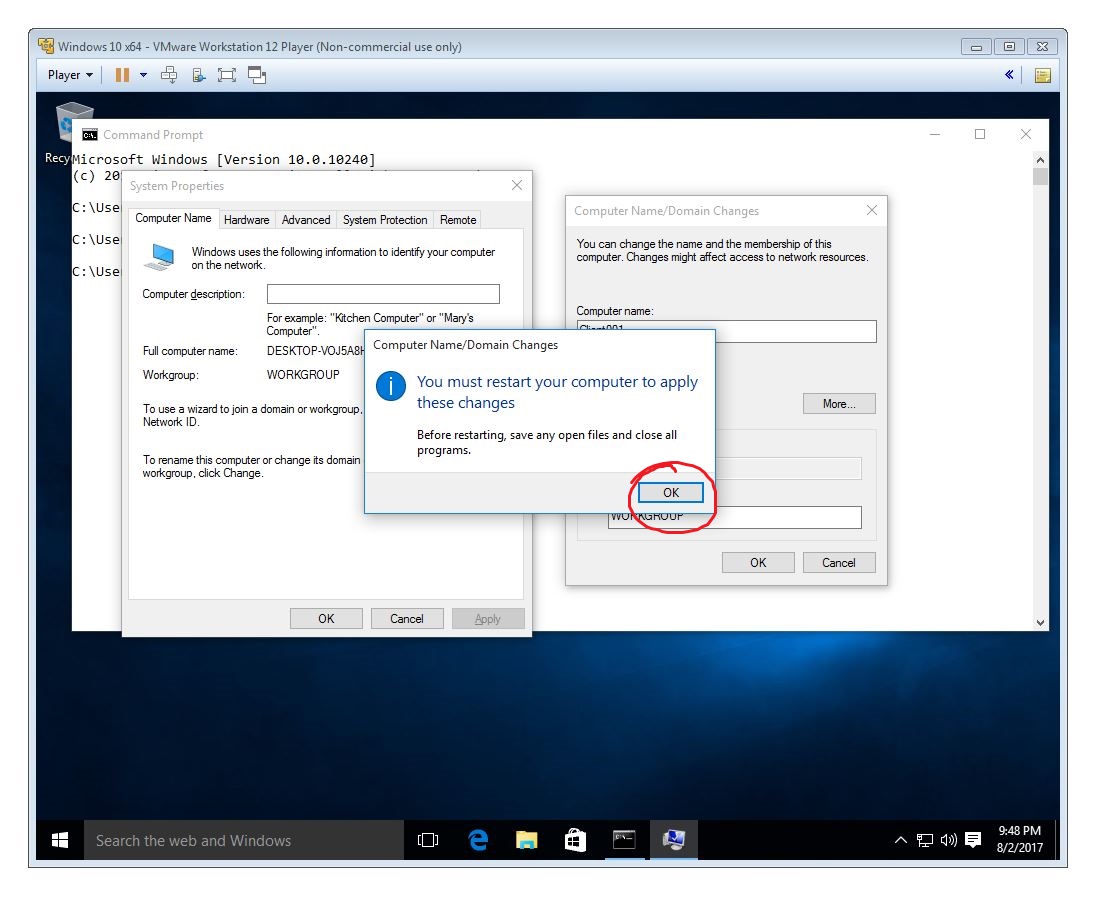 Windows 10 x64 - VMware Workstation 12 Player (Non-commercial use only)
Player
Command Prompt
Microsoft Windows [Version 10.0.10240]
(c) 20
C:\Use
C:\Use
C:\Use
System Properties
Computer Name
Hardware
Advanced
System Protection
Remote
Windows uses the following information to identify your computer
on the network.
Computer description:
For example: "Kitchen Computer" or "Mary's
Computer".
Full computer name:
DESKTOP-VOJ5A8
Workgroup:
WORKGROUP
To use a wizard to join a domain or workgroup,
Network ID.
To rename this computer or change its domain
workgroup, click Change.
OK
Cancel
Apply
Computer Name/Domain Changes
You can change the name and the membership of this
computer. Changes might affect access to network resources.
Computer name:
Client001
More...
WORKGROUP
OK
Cancel
Computer Name/Domain Changes
You must restart your computer to apply
these changes
Before restarting, save any open files and close all
programs.
OK
Search the web and Windows
9:48 PM
8/2/2017